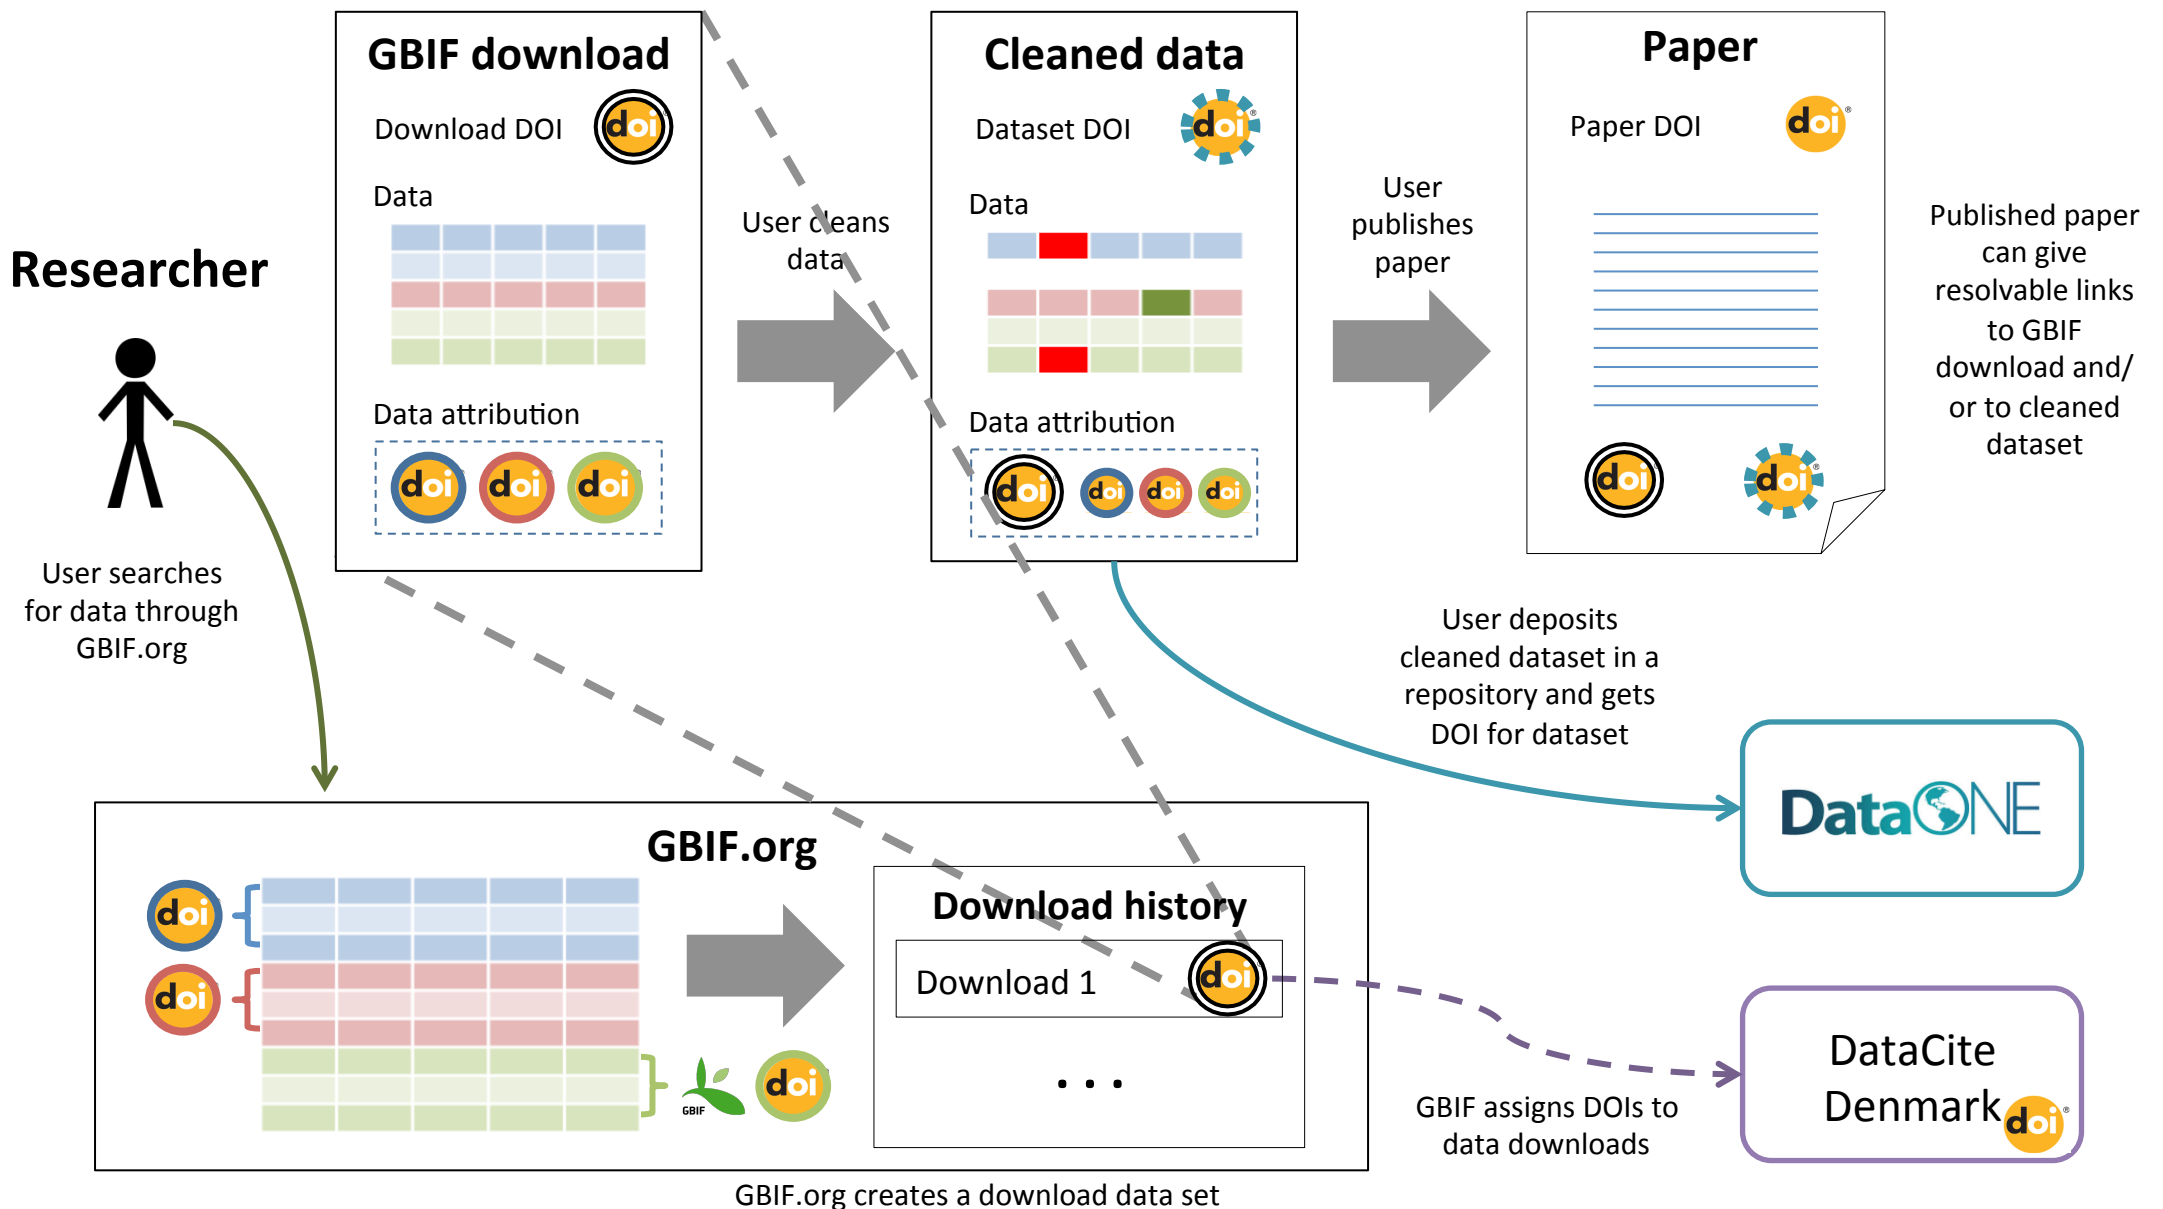 GBIF download
Download DOI
doi
Data
Data attribution
doi doi doi
User cleans
data
Cleaned data
Dataset DOI
doi®
Data
Data attribution
doi doi doi doi
User
publishes
paper
Paper
Paper DOI
doi®
doi doi®
Published paper
can give
resolvable links
to GBIF
download and/
or to cleaned
dataset
Researcher
User searches
for data through
GBIF.org
User deposits
cleaned dataset in a
repository and gets
DOI for dataset
DataONE
GBIF.org
doi
doi
GBIF
doi
Download history
Download 1
doi
. . .
GBIF assigns DOIs to
data downloads
DataCite
Denmark
doi®
GBIF.org creates a download data set